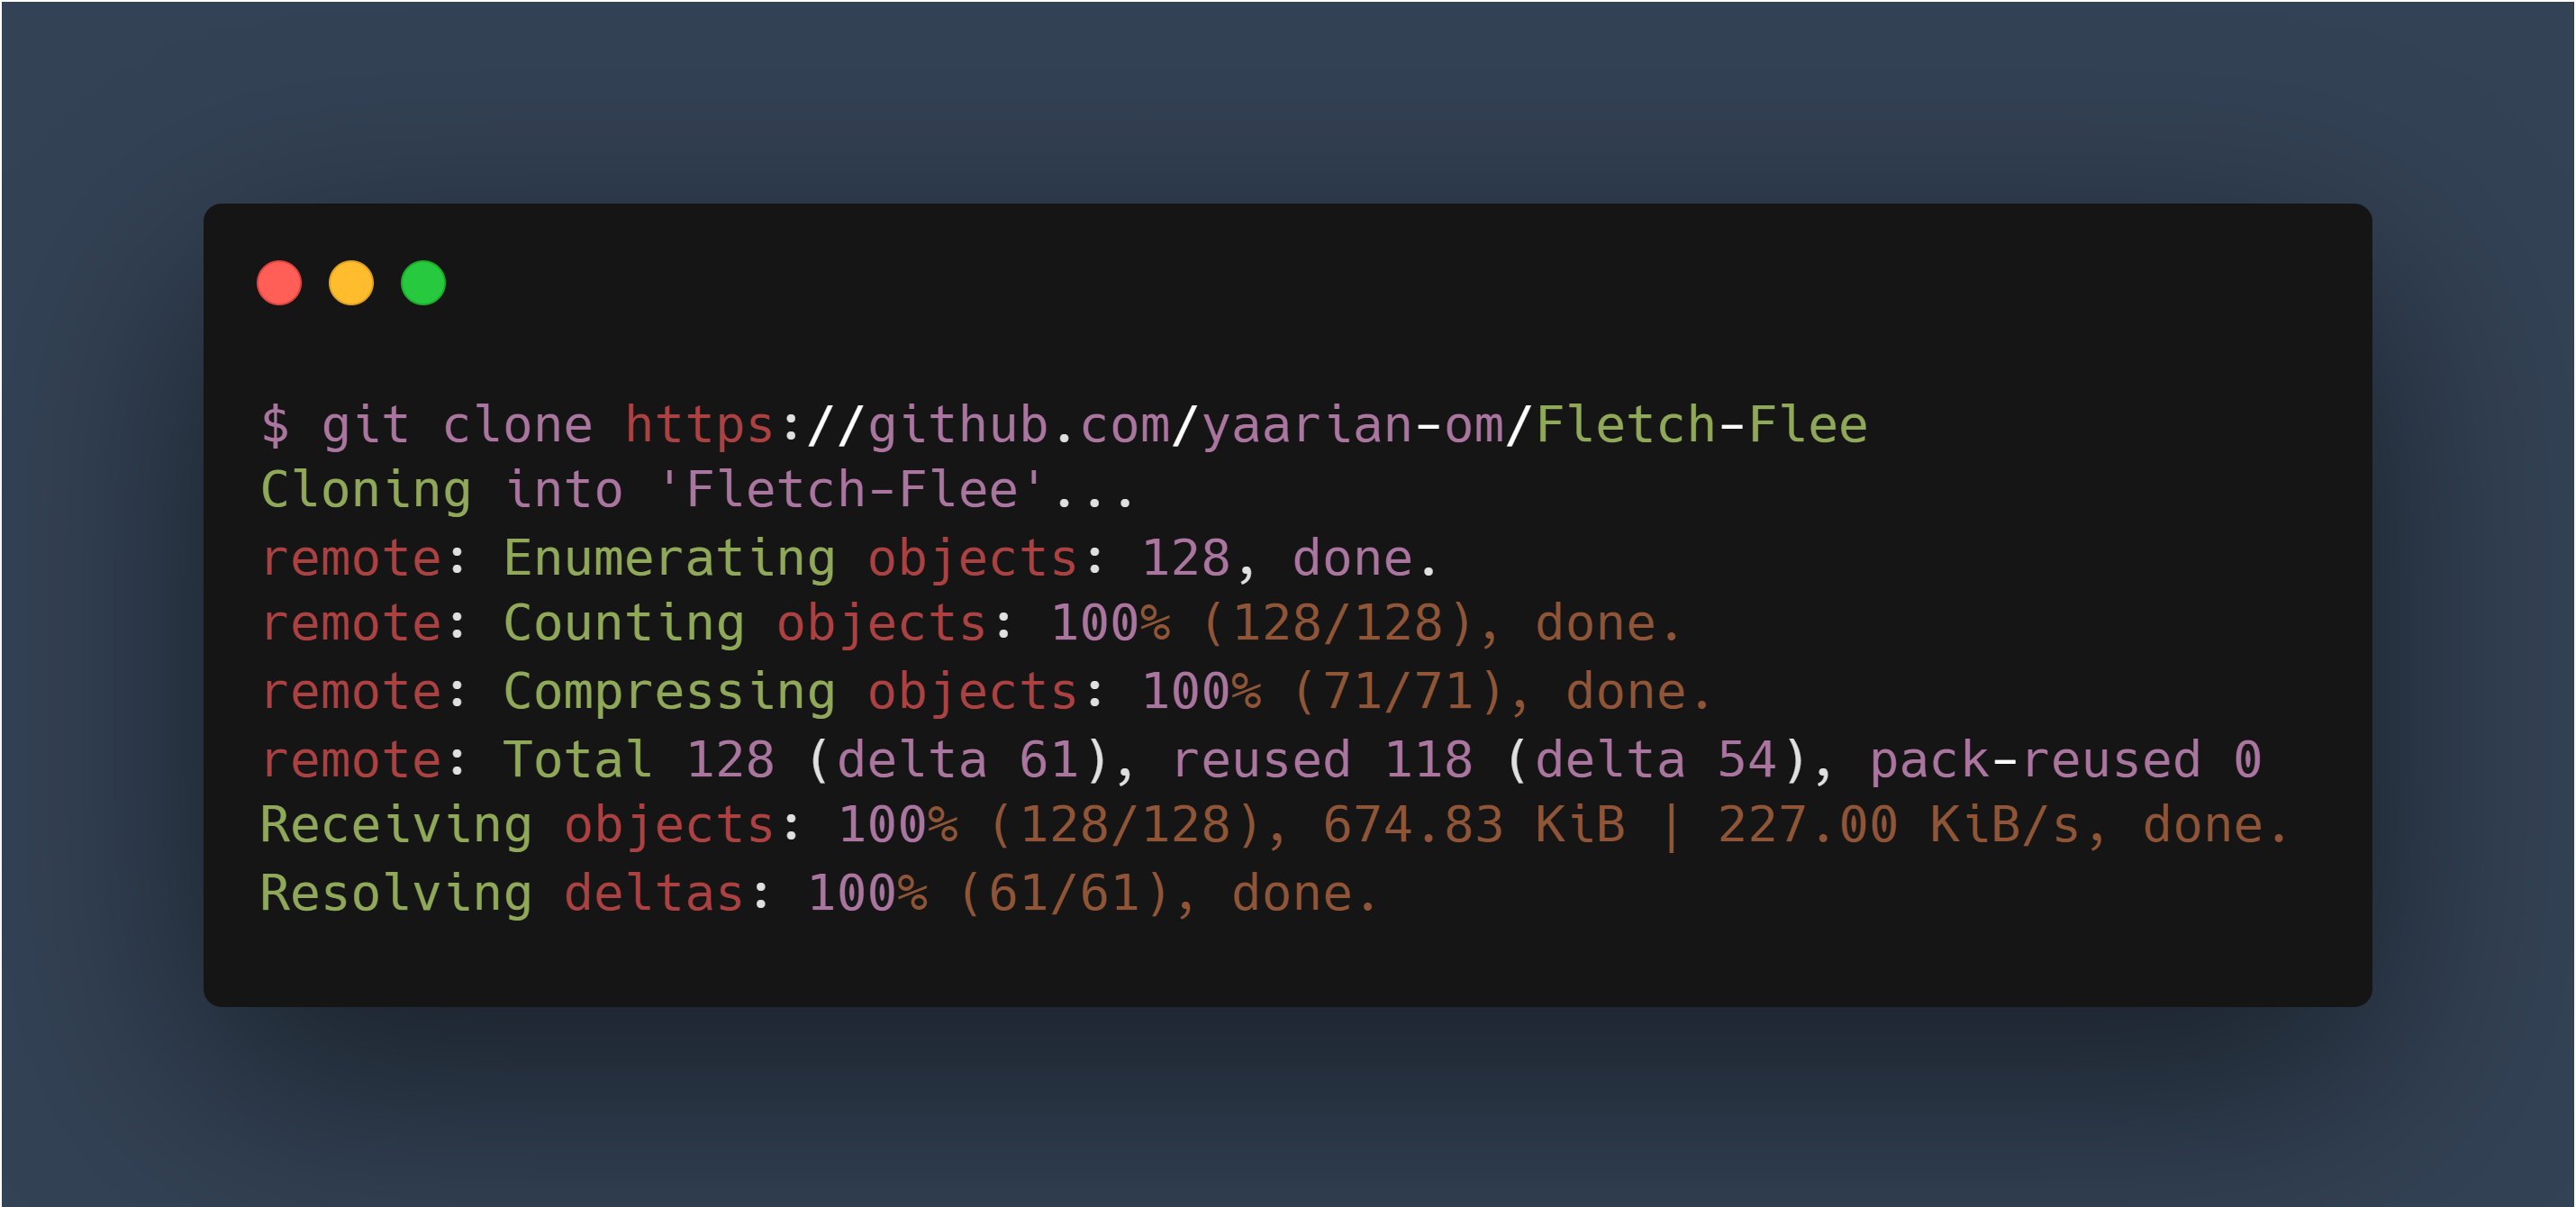 $ git clone https://github.com/yaarian-om/Fletch-Flee
Cloning into 'Fletch-Flee'...
remote: Enumerating objects: 128, done.
remote: Counting objects: 100% (128/128), done.
remote: Compressing objects: 100% (71/71), done.
remote: Total 128 (delta 61), reused 118 (delta 54), pack-reused 0
Receiving objects: 100% (128/128), 674.83 KiB | 227.00 KiB/s, done.
Resolving deltas: 100% (61/61), done.